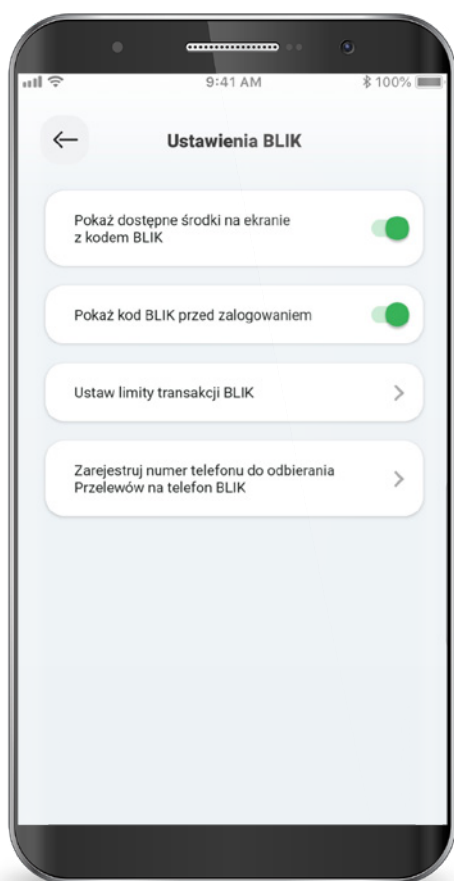 9:41 AM
100%
Ustawienia BLIK
Pokaż dostępne środki na ekranie
z kodem BLIK
Pokaż kod BLIK przed zalogowaniem
Ustaw limity transakcji BLIK
Zarejestruj numer telefonu do odbierania
Przelewów na telefon BLIK